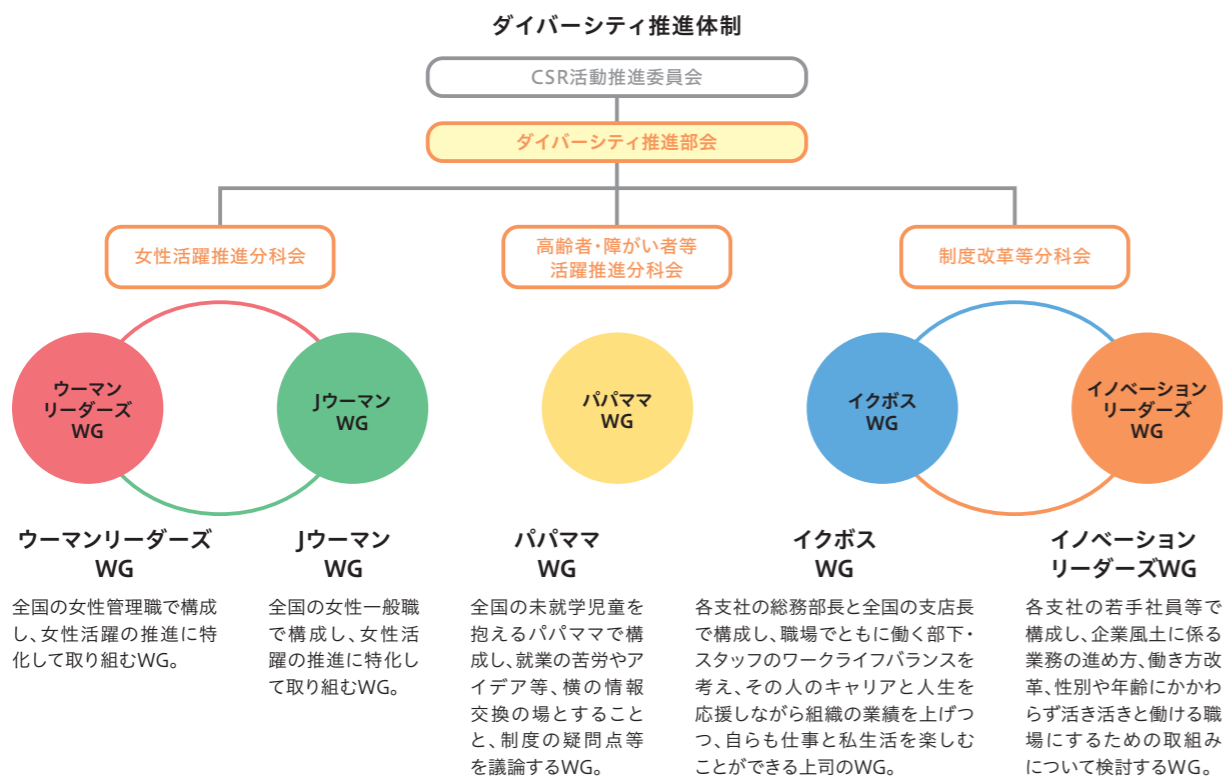 ダイバーシティ推進体制
CSR活動推進委員会
ダイバーシティ推進部会
女性活躍推進分科会
高齢者・障がい者等
活躍推進分科会
制度改革等分科会
ウーマン
リーダーズ
WG
Jウーマン
WG
パパママ
WG
イクボス
WG
イノベーション
リーダーズ
WG
ウーマンリーダーズ
WG
全国の女性管理職で構成
し、女性活躍の推進に特
化して取り組むWG。
Jウーマン
WG
全国の女性一般職
で構成し、女性活
躍の推進に特化し
て取り組むWG。
パパママ
WG
全国の未就学児童を
抱えるパパママで構
成し、就業の苦労やア
イデア等、横の情報
交換の場とすること
と、制度の疑問点等
を議論するWG。
イクボス
WG
各支社の総務部長と全国の支店長
で構成し、職場でともに働く部下・
スタッフのワークライフバランスを
考え、その人のキャリアと人生を
応援しながら組織の業績を上げつ
つ、自らも仕事と私生活を楽しむ
ことができる上司のWG。
イノベーション
リーダーズWG
各支社の若手社員等で
構成し、企業風土に係る
業務の進め方、働き方改
革、性別や年齢にかかわ
らず活き活きと働ける職
場にするための取組み
について検討するWG。